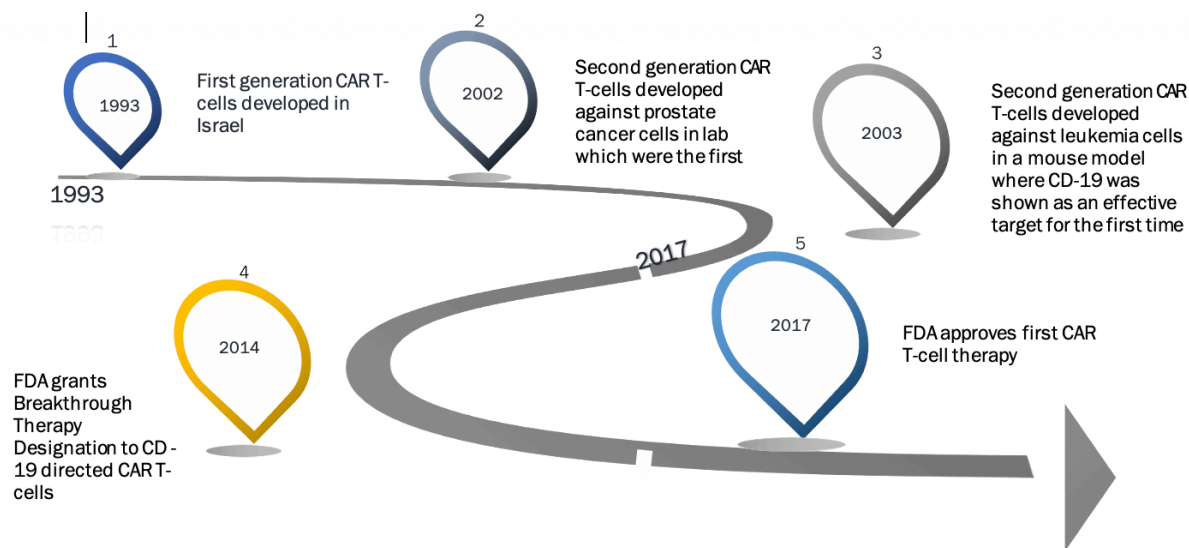 1
1993
First generation CAR T-
cells developed in
Israel
2
2002
Second generation CAR
T-cells developed
against prostate
cancer cells in lab
which were the first
3
2003
Second generation CAR
T-cells developed
against leukemia cells
in a mouse model
where CD-19 was
shown as an effective
target for the first time
1993
2017
4
2014
FDA grants
Breakthrough
Therapy
Designation to CD -
19 directed CAR T-
cells
5
2017
FDA approves first CAR
T-cell therapy